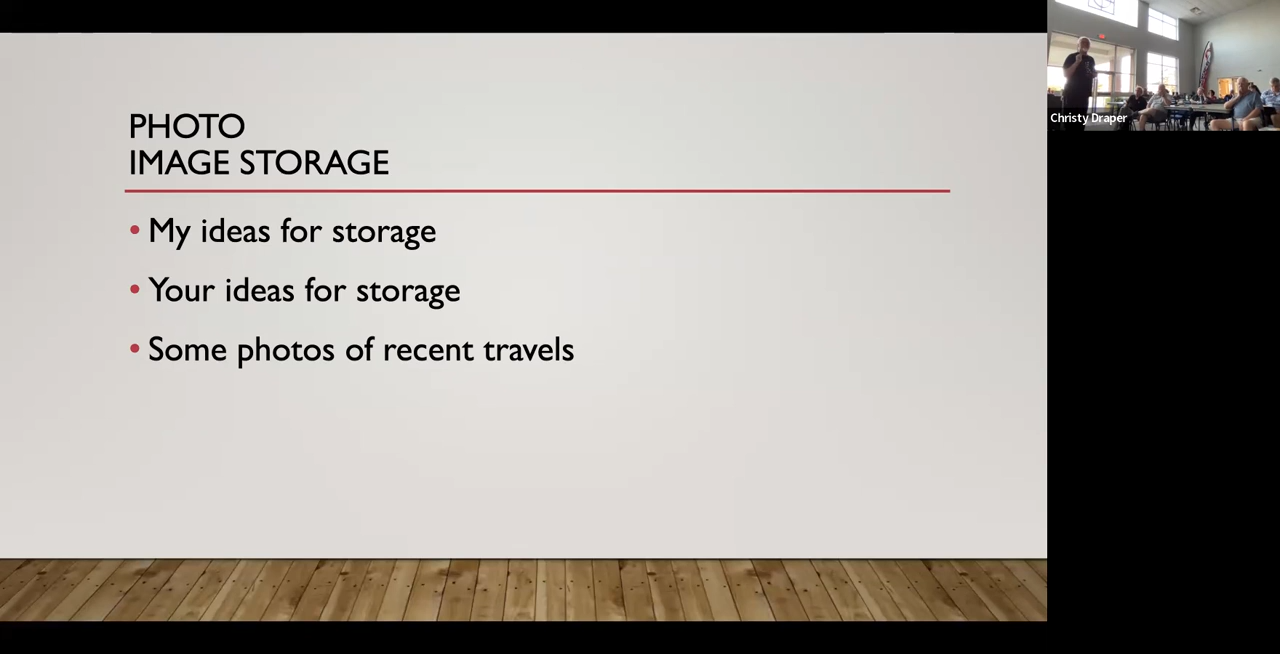 PHOTO
IMAGE STORAGE
• My ideas for storage
• Your ideas for storage
• Some photos of recent travels
Christy Draper